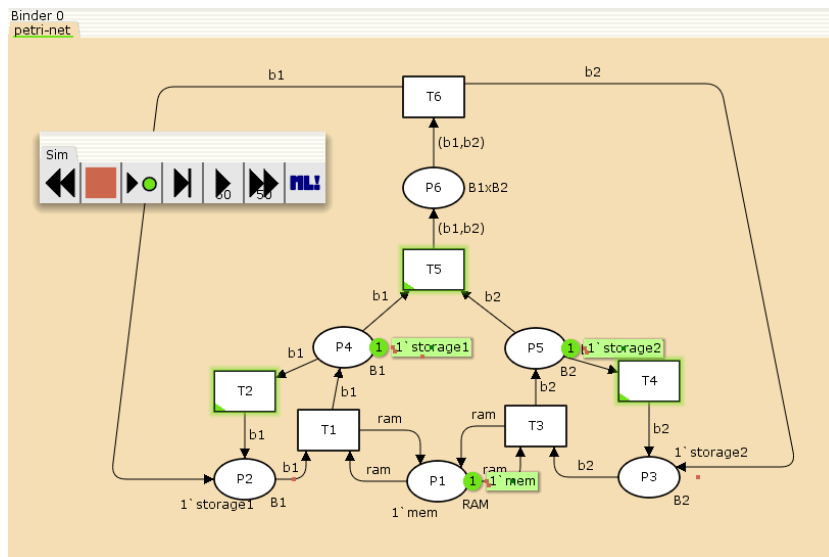 Binder 0
petri-net
b1
b2
T6
(b1,b2)
Sim
60
50
ML!
P6
B1xB2
(b1,b2)
T5
b1
b2
P4
1
1`storage1
B1
P5
1
1`storage2
B2
b1
T2
b1
b2
T4
T1
ram
ram
T3
b1
b2
b1
P2
1`storage1
B1
ram
P1
1
1`mem
ram
RAM
1`mem
b2
P3
1`storage2
B2